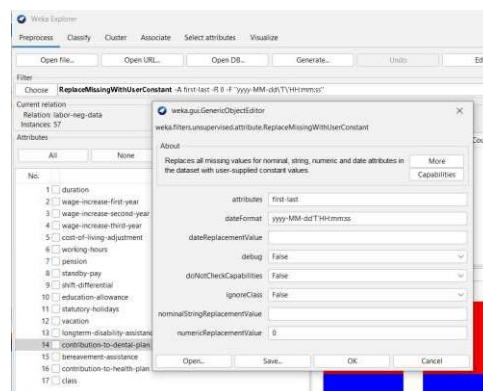 Weka Explorer
Preprocess Classify Cluster Associate Select attributes Visualize
Open file... Open URL... Open DB... Generate... Undo Ed
Filter
Choose ReplaceMissingWithUserConstant -A first-last -R 0 -F "yyyy-MM-dd\'T\'HH:mm:ss"
Current relation
Relation: labor-neg-data
Instances: 57
Attributes
All None
No.
1 duration
2 wage-increase-first-year
3 wage-increase-second-year
4 wage-increase-third-year
5 cost-of-living-adjustment
6 working-hours
7 pension
8 standby-pay
9 shift-differential
10 education-allowance
11 statutory-holidays
12 vacation
13 longterm-disability-assistance
14 contribution-to-dental-plan
15 bereavement-assistance
16 contribution-to-health-plan
17 class
weka.gui.GenericObjectEditor
weka.filters.unsupervised.attribute.ReplaceMissingWithUserConstant
About
Replaces all missing values for nominal, string, numeric and date attributes in
the dataset with user-supplied constant values.
More
Capabilities
attributes first-last
dateFormat yyyy-MM-dd'T'HH:mm:ss
dateReplacementValue
debug False
doNotCheckCapabilities False
ignoreClass False
nominalStringReplacementValue
numericReplacementValue 0
Open... Save... OK Cancel